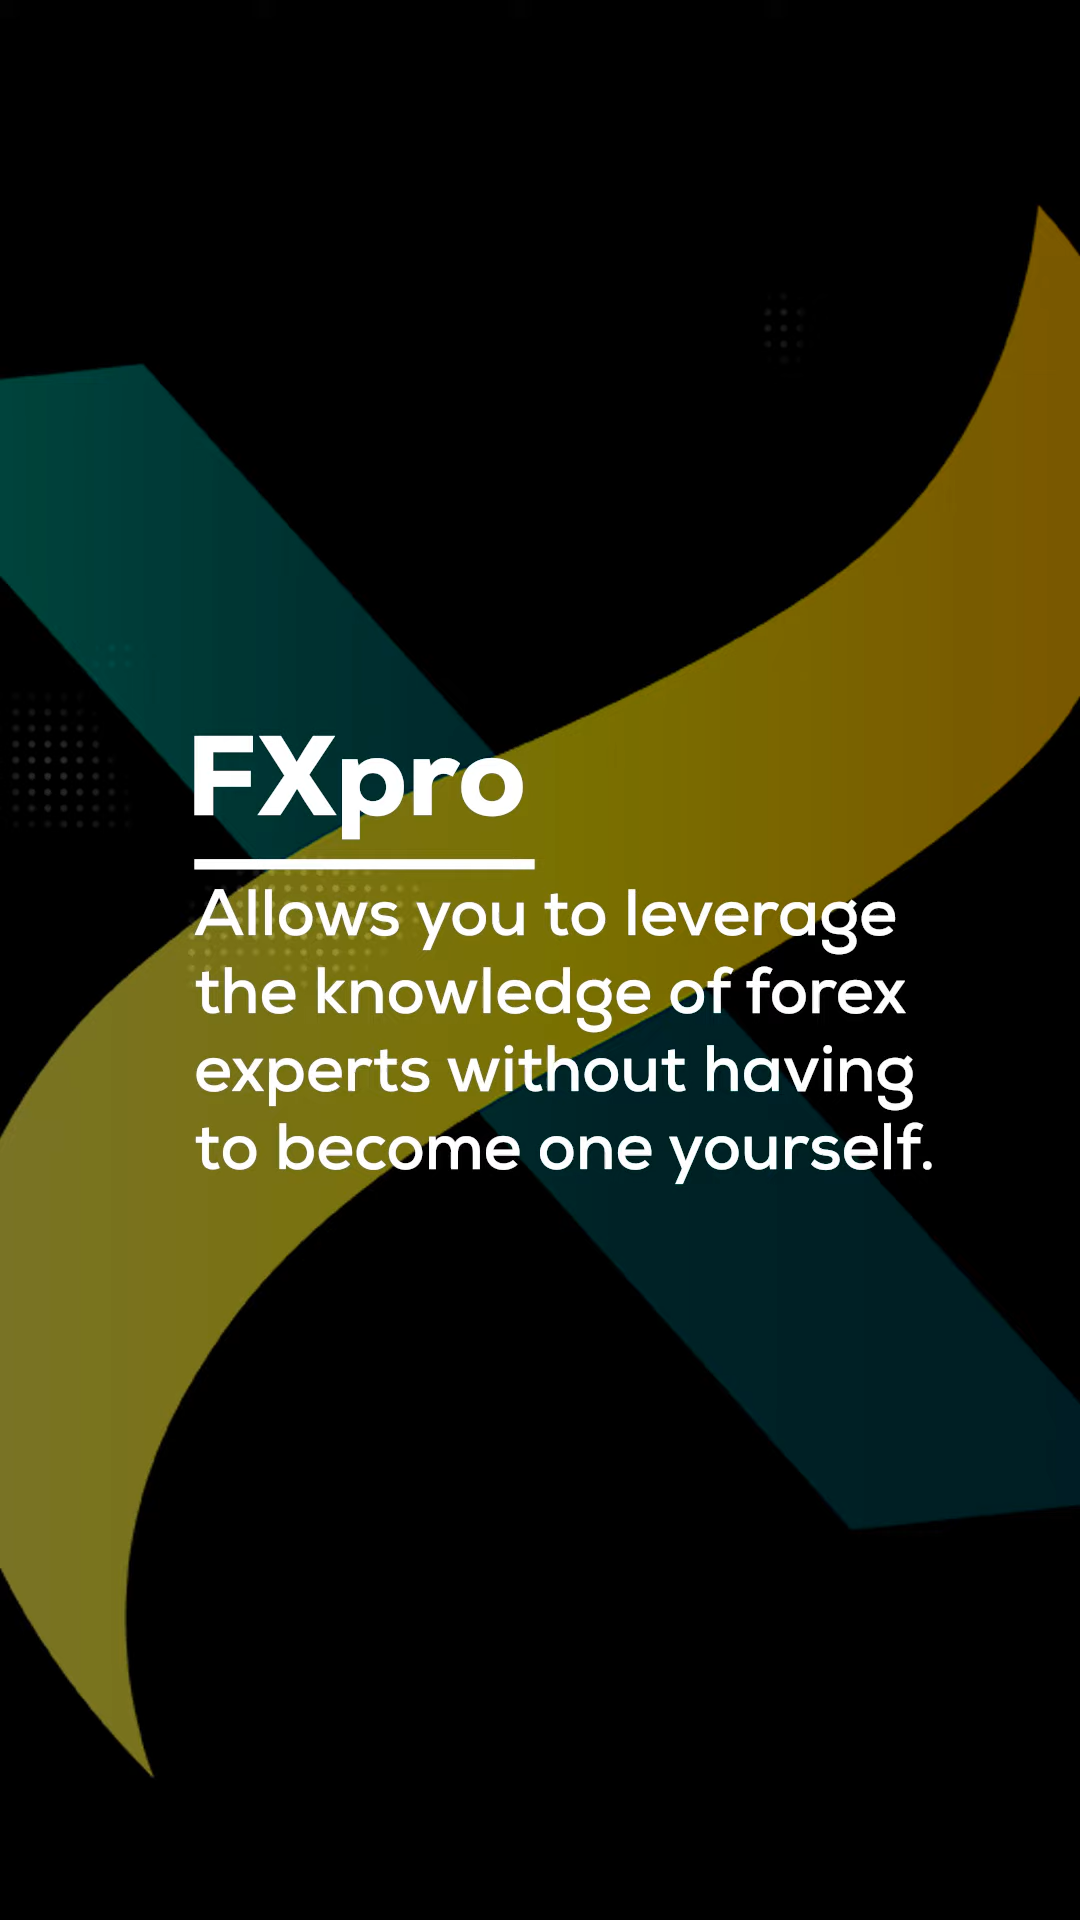 FXpro
Allows you to leverage
the knowledge of forex
experts without having
to become one yourself.